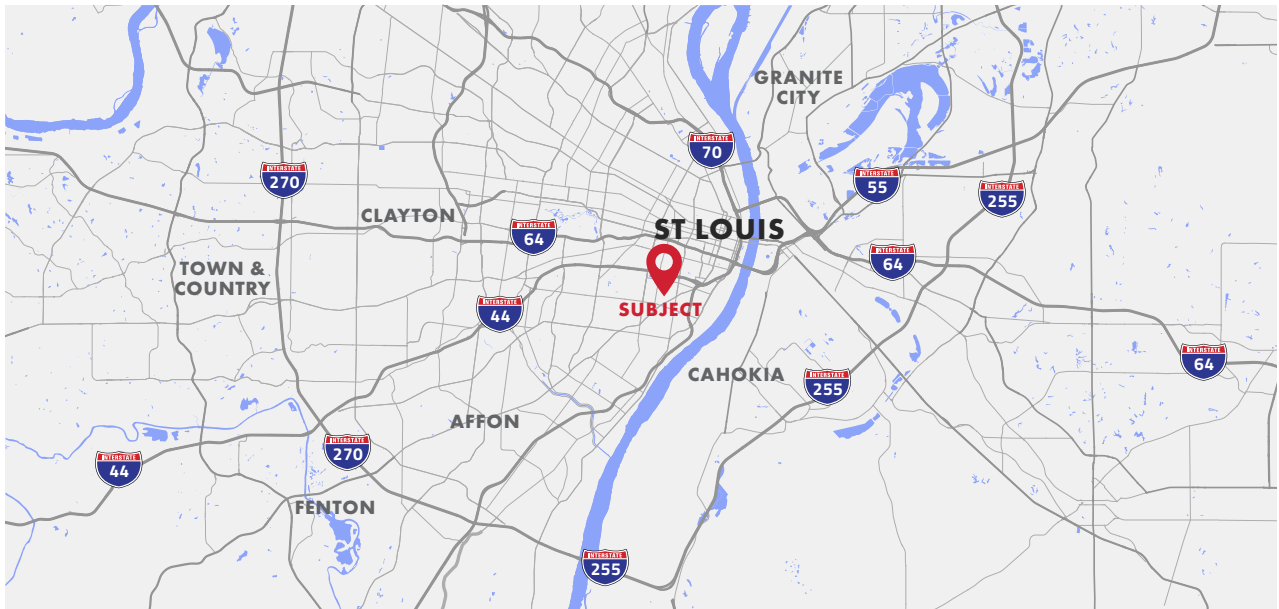 GRANITE
CITY
INTERSTATE
70
INTERSTATE
270
INTERSTATE
55
INTERSTATE
255
CLAYTON
ST LOUIS
INTERSTATE
64
INTERSTATE
64
TOWN &
COUNTRY
SUBJECT
INTERSTATE
44
INTERSTATE
64
CAHOKIA
INTERSTATE
255
AFFON
INTERSTATE
270
INTERSTATE
44
FENTON
INTERSTATE
255